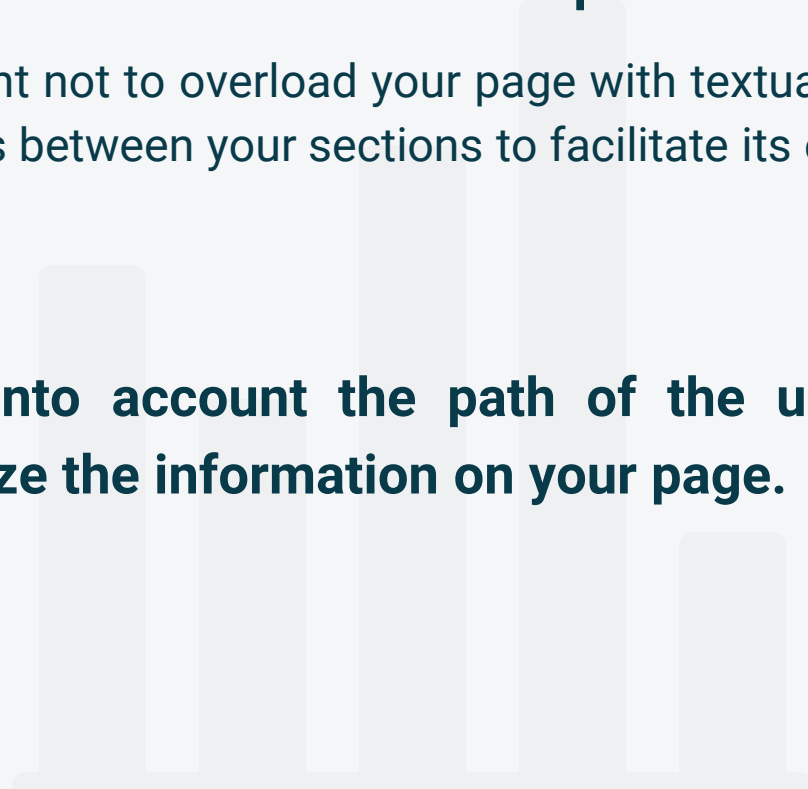 nt not to overload your page with textua
s between your sections to facilitate its
nto account the path of the u
ze the information on your page.